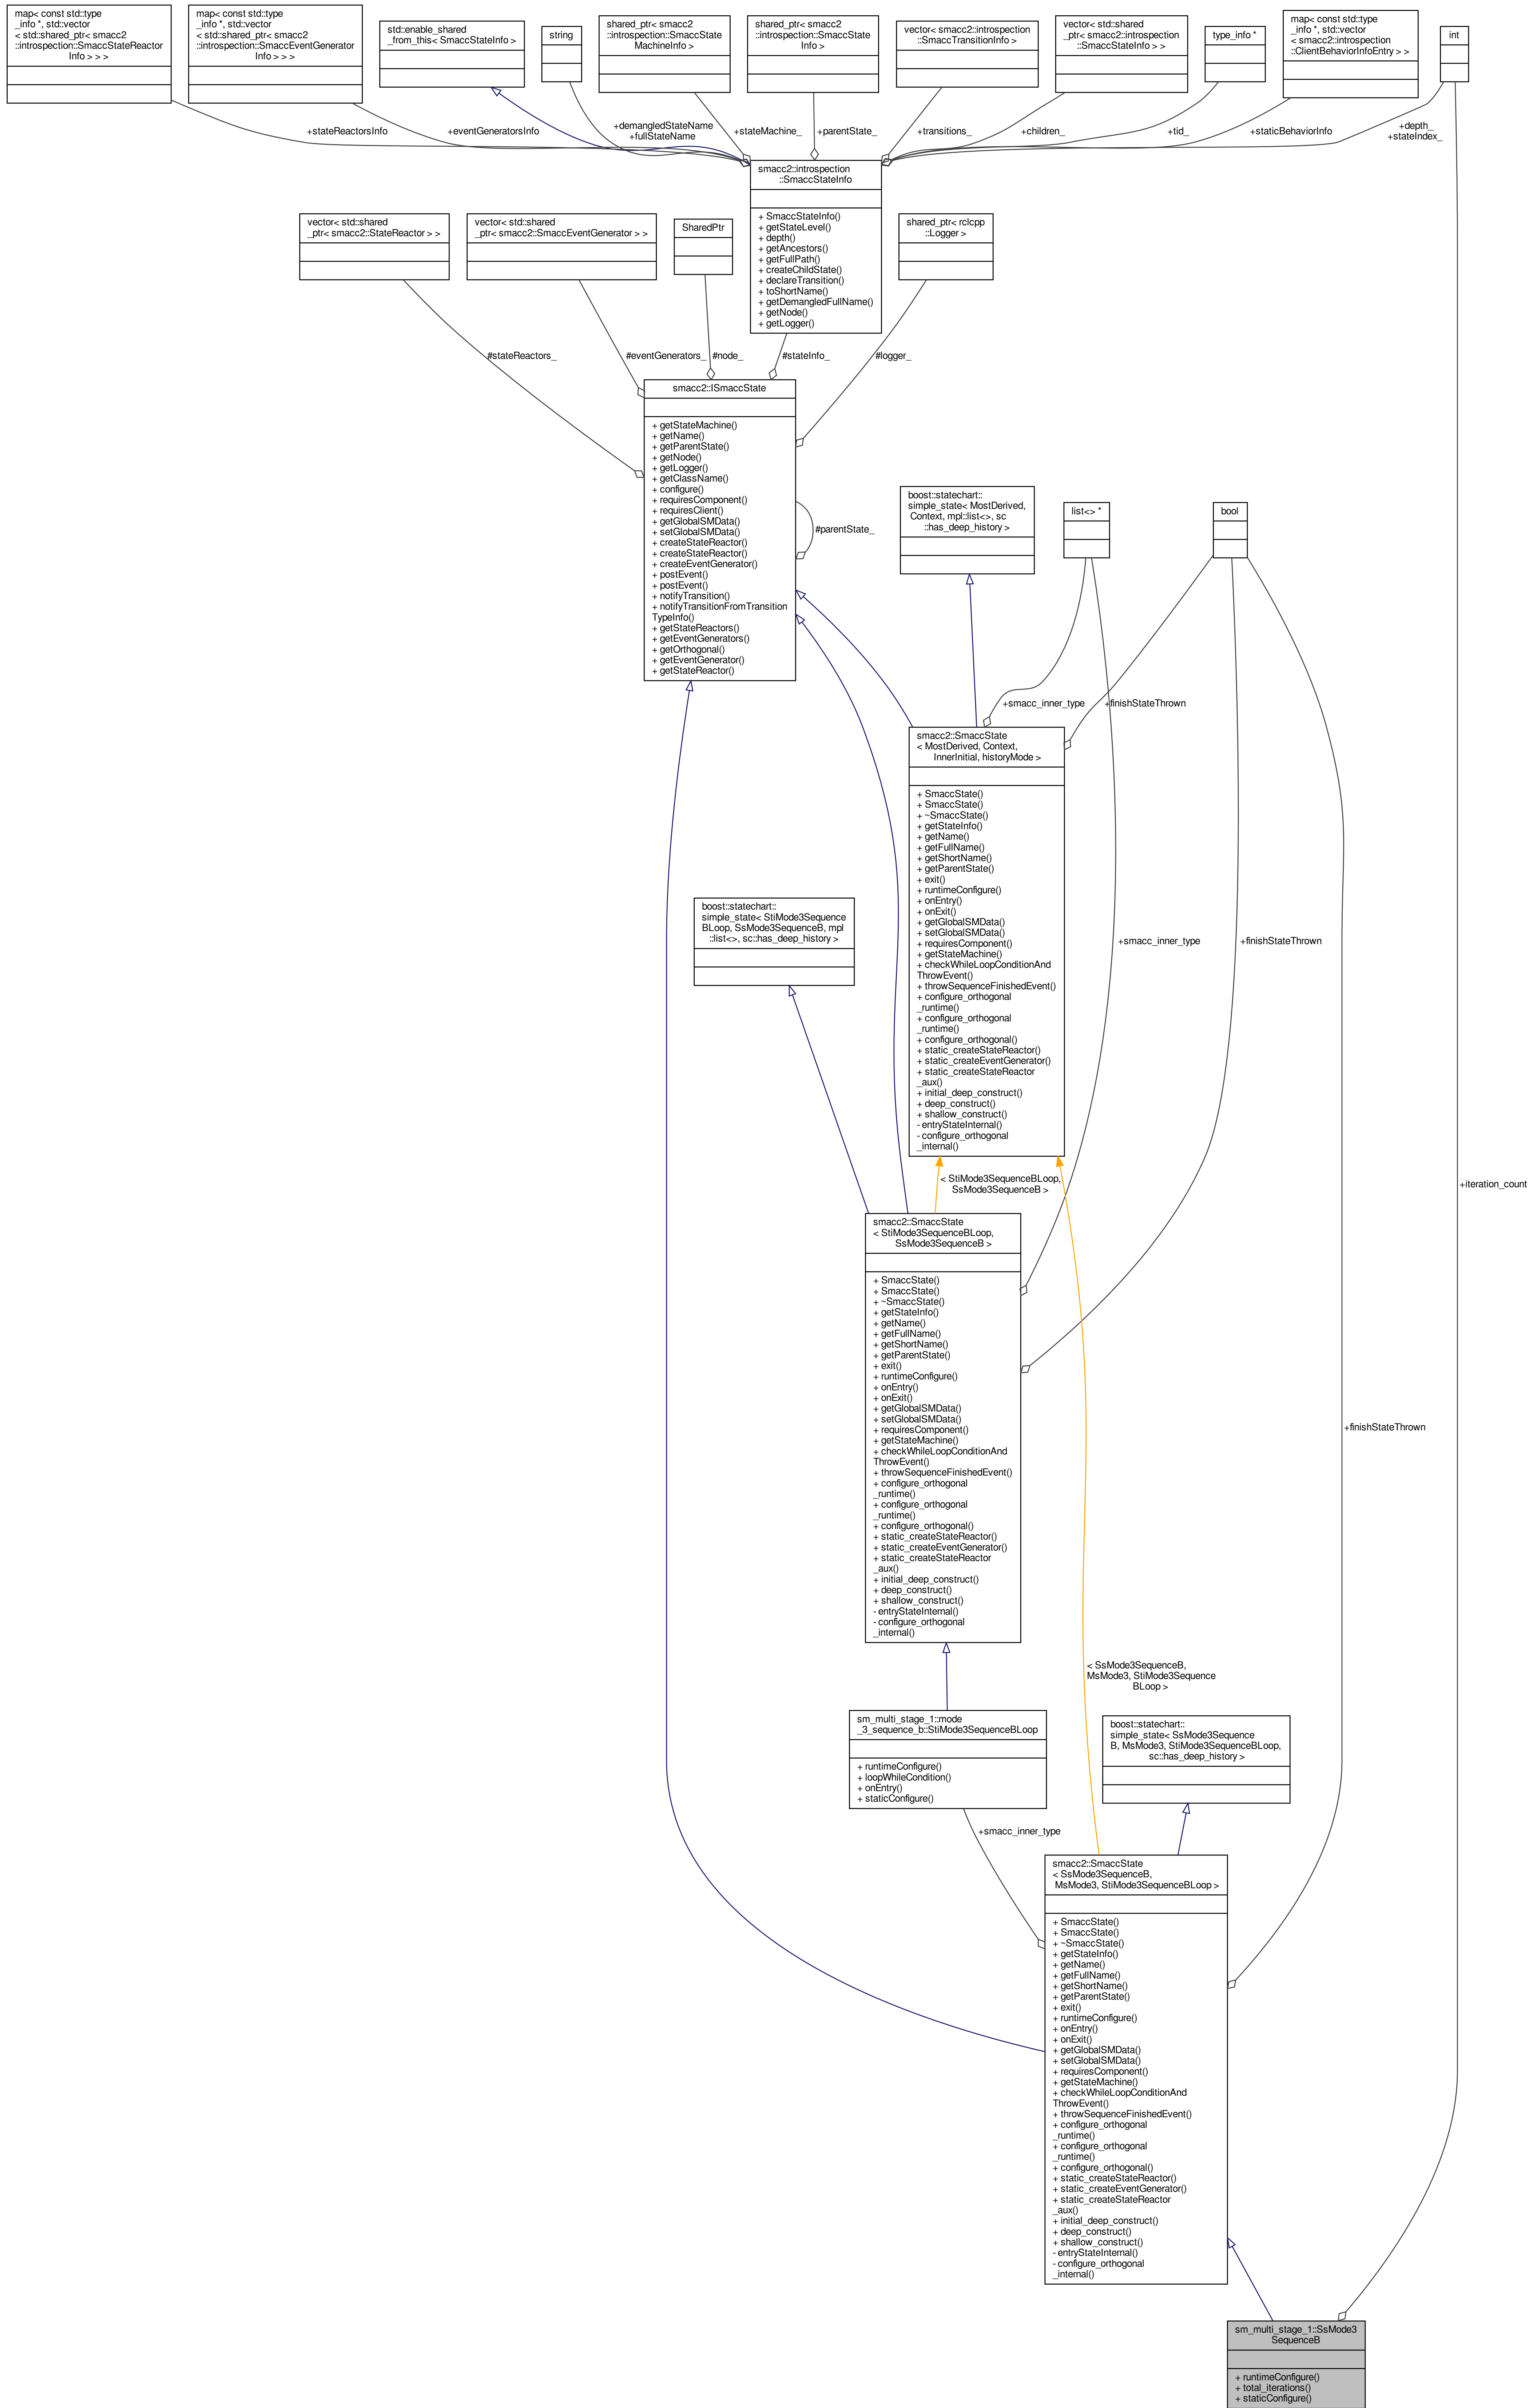 map< const std::type
_info *, std::vector
< std::shared_ptr< smacc2
::introspection::SmaccStateReactor
Info > > >
map< const std::type
_info *, std::vector
< std::shared_ptr< smacc2
::introspection::SmaccEventGenerator
Info > > >
std::enable_shared
_from_this< SmaccStateInfo >
string
shared_ptr< smacc2
::introspection::SmaccState
MachineInfo >
shared_ptr< smacc2
::introspection::SmaccState
Info >
vector< smacc2::introspection
::SmaccTransitionInfo >
vector< std::shared
_ptr< smacc2::introspection
::SmaccStateInfo > >
type_info *
map< const std::type
_info *, std::vector
< smacc2::introspection
::ClientBehaviorInfoEntry > >
int
+stateReactorsInfo
+eventGeneratorsInfo
+demangledStateName
+fullStateName
+stateMachine_
+parentState_
+transitions_
+children_
+tid_
+staticBehaviorInfo
+depth_
+stateIndex_
smacc2::introspection
::SmaccStateInfo
+ SmaccStateInfo()
+ getStateLevel()
+ depth()
+ getAncestors()
+ getFullPath()
+ createChildState()
+ declareTransition()
+ toShortName()
+ getDemangledFullName()
+ getNode()
+ getLogger()
vector< std::shared
_ptr< smacc2::StateReactor > >
vector< std::shared
_ptr< smacc2::SmaccEventGenerator > >
SharedPtr
shared_ptr< rclcpp
::Logger >
#stateReactors_
#eventGenerators_
#node_
#stateInfo_
#logger_
smacc2::ISmaccState
+ getStateMachine()
+ getName()
+ getParentState()
+ getNode()
+ getLogger()
+ getClassName()
+ configure()
+ requiresComponent()
+ requiresClient()
+ getGlobalSMData()
+ setGlobalSMData()
+ createStateReactor()
+ createStateReactor()
+ createEventGenerator()
+ postEvent()
+ postEvent()
+ notifyTransition()
+ notifyTransitionFromTransition
TypeInfo()
+ getStateReactors()
+ getEventGenerators()
+ getOrthogonal()
+ getEventGenerator()
+ getStateReactor()
#parentState_
boost::statechart::
simple_state< MostDerived,
Context, mpl::list<>, sc
::has_deep_history >
list<> *
bool
+smacc_inner_type
+finishStateThrown
smacc2::SmaccState
< MostDerived, Context,
InnerInitial, historyMode >
+ SmaccState()
+ SmaccState()
+ ~SmaccState()
+ getStateInfo()
+ getName()
+ getFullName()
+ getShortName()
+ getParentState()
+ exit()
+ runtimeConfigure()
+ onEntry()
+ onExit()
+ getGlobalSMData()
+ setGlobalSMData()
+ requiresComponent()
+ getStateMachine()
+ checkWhileLoopConditionAnd
ThrowEvent()
+ throwSequenceFinishedEvent()
+ configure_orthogonal
_runtime()
+ configure_orthogonal
_runtime()
+ configure_orthogonal()
+ static_createStateReactor()
+ static_createEventGenerator()
+ static_createStateReactor
_aux()
+ initial_deep_construct()
+ deep_construct()
+ shallow_construct()
- entryStateInternal()
- configure_orthogonal
_internal()
boost::statechart::
simple_state< StiMode3Sequence
BLoop, SsMode3SequenceB, mpl
::list<>, sc::has_deep_history >
+smacc_inner_type
+finishStateThrown
< StiMode3SequenceBLoop,
SsMode3SequenceB >
+iteration_count
smacc2::SmaccState
< StiMode3SequenceBLoop,
SsMode3SequenceB >
+ SmaccState()
+ SmaccState()
+ ~SmaccState()
+ getStateInfo()
+ getName()
+ getFullName()
+ getShortName()
+ getParentState()
+ exit()
+ runtimeConfigure()
+ onEntry()
+ onExit()
+ getGlobalSMData()
+ setGlobalSMData()
+ requiresComponent()
+ getStateMachine()
+ checkWhileLoopConditionAnd
ThrowEvent()
+ throwSequenceFinishedEvent()
+ configure_orthogonal
_runtime()
+ configure_orthogonal
_runtime()
+ configure_orthogonal()
+ static_createStateReactor()
+ static_createEventGenerator()
+ static_createStateReactor
_aux()
+ initial_deep_construct()
+ deep_construct()
+ shallow_construct()
- entryStateInternal()
- configure_orthogonal
_internal()
+finishStateThrown
< SsMode3SequenceB,
MsMode3, StiMode3Sequence
BLoop >
sm_multi_stage_1::mode
_3_sequence_b::StiMode3SequenceBLoop
+ runtimeConfigure()
+ loopWhileCondition()
+ onEntry()
+ staticConfigure()
boost::statechart::
simple_state< SsMode3Sequence
B, MsMode3, StiMode3SequenceBLoop,
sc::has_deep_history >
+smacc_inner_type
smacc2::SmaccState
< SsMode3SequenceB,
MsMode3, StiMode3SequenceBLoop >
+ SmaccState()
+ SmaccState()
+ ~SmaccState()
+ getStateInfo()
+ getName()
+ getFullName()
+ getShortName()
+ getParentState()
+ exit()
+ runtimeConfigure()
+ onEntry()
+ onExit()
+ getGlobalSMData()
+ setGlobalSMData()
+ requiresComponent()
+ getStateMachine()
+ checkWhileLoopConditionAnd
ThrowEvent()
+ throwSequenceFinishedEvent()
+ configure_orthogonal
_runtime()
+ configure_orthogonal
_runtime()
+ configure_orthogonal()
+ static_createStateReactor()
+ static_createEventGenerator()
+ static_createStateReactor
_aux()
+ initial_deep_construct()
+ deep_construct()
+ shallow_construct()
- entryStateInternal()
- configure_orthogonal
_internal()
sm_multi_stage_1::SsMode3
SequenceB
+ runtimeConfigure()
+ total_iterations()
+ staticConfigure()